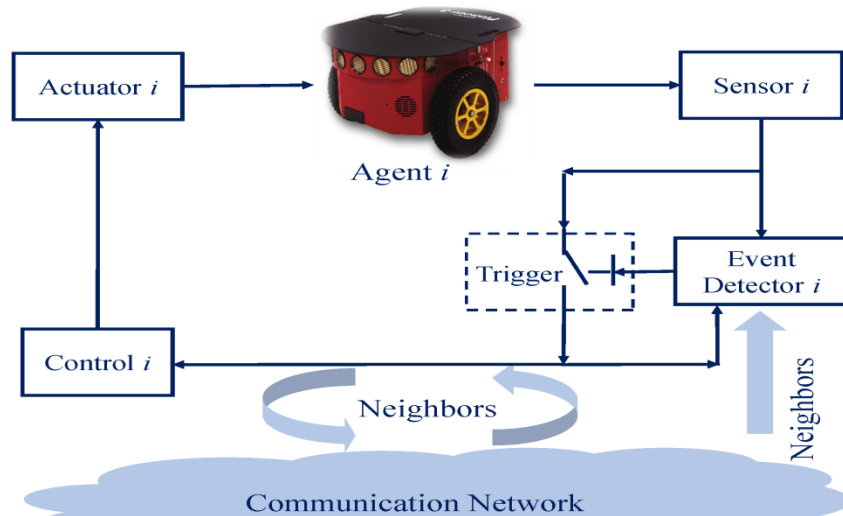 Actuator i
Sensor i
Agent i
Trigger
Event
Detector i
Control i
Neighbors
Neighbors
Communication Network